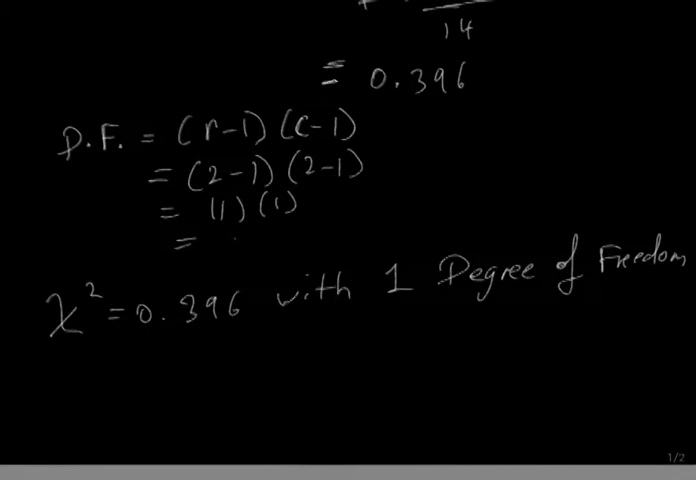 14
= 0.396
D.F. = (r-1) (c-1)
= (2-1) (2-1)
= (1) (1)
=
χ² = 0.396 with 1 Degree of Freedom
1/2